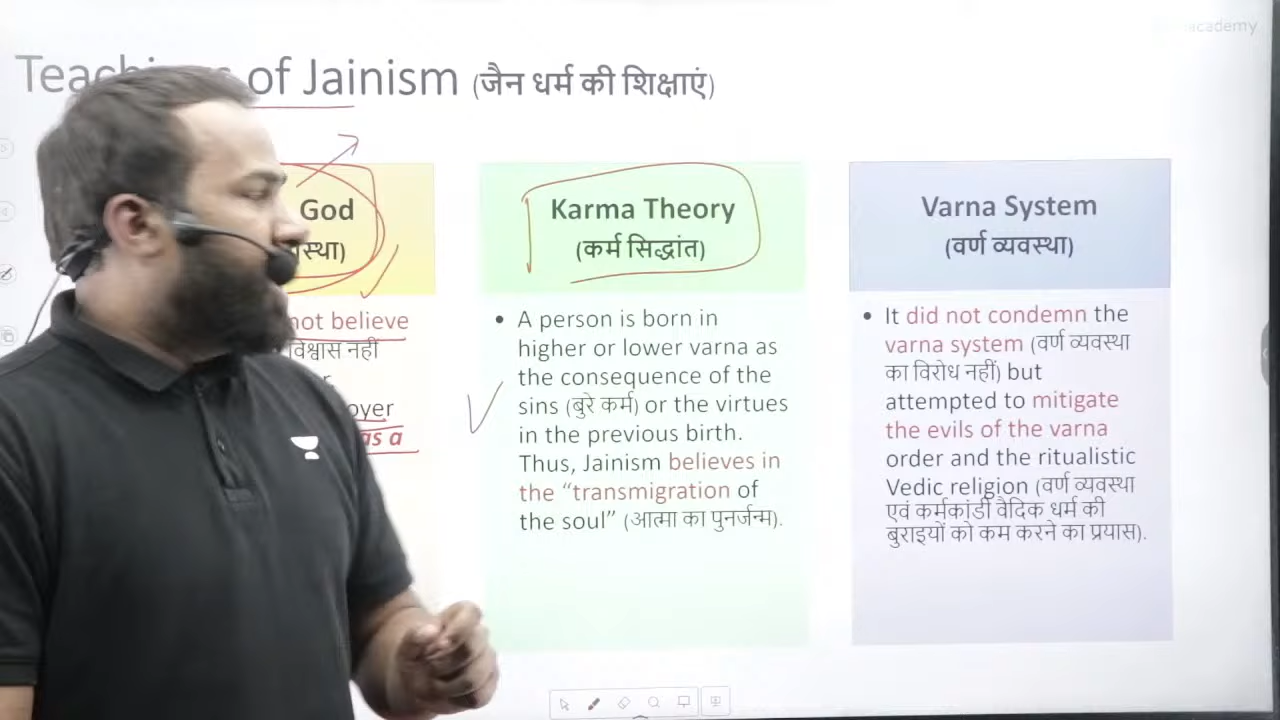 of Jainism (जैन धर्म की शिक्षाएं)
academy
God
not believe
विश्वास नहीं
as a
Karma Theory
(कर्म सिद्धांत)
• A person is born in
higher or lower varna as
the consequence of the
sins (बुरे कर्म) or the virtues
in the previous birth.
Thus, Jainism believes in
the “transmigration of
the soul” (आत्मा का पुनर्जन्म).
Varna System
(वर्ण व्यवस्था)
• It did not condemn the
varna system (वर्ण व्यवस्था
का विरोध नहीं) but
attempted to mitigate
the evils of the varna
order and the ritualistic
Vedic religion (वर्ण व्यवस्था
एवं कर्मकांडी वैदिक धर्म की
बुराइयों को कम करने का प्रयास).